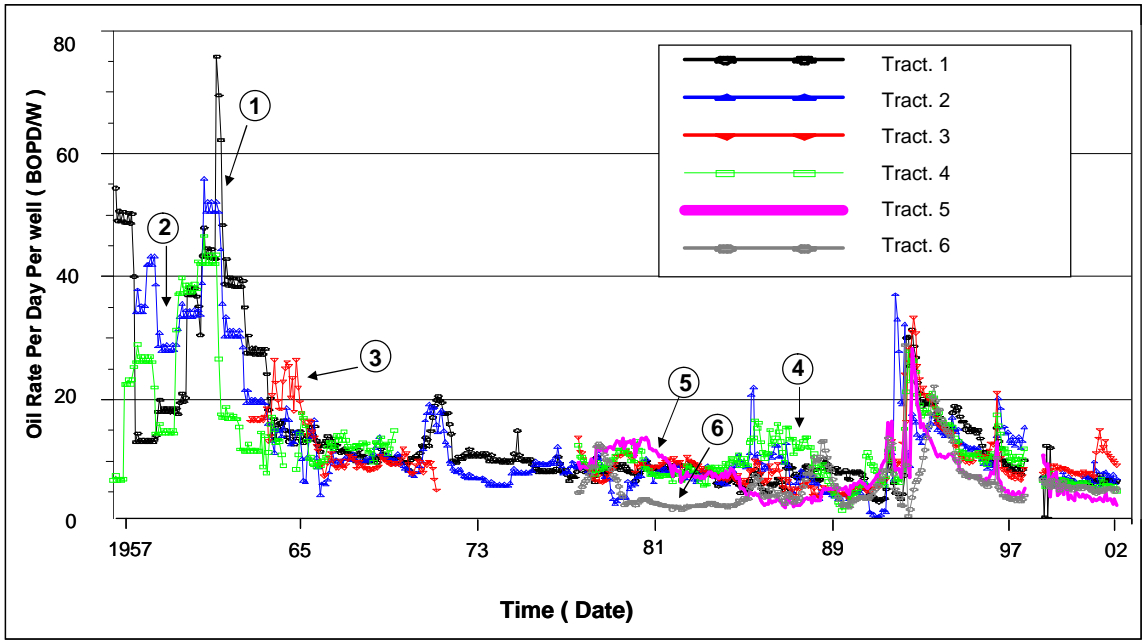 80
60
40
20
0
Oil Rate Per Day Per well ( BOPD/W )
Tract. 1
Tract. 2
Tract. 3
Tract. 4
Tract. 5
Tract. 6
1
2
3
4
5
6
1957 65 73 81 89 97 02
Time ( Date)